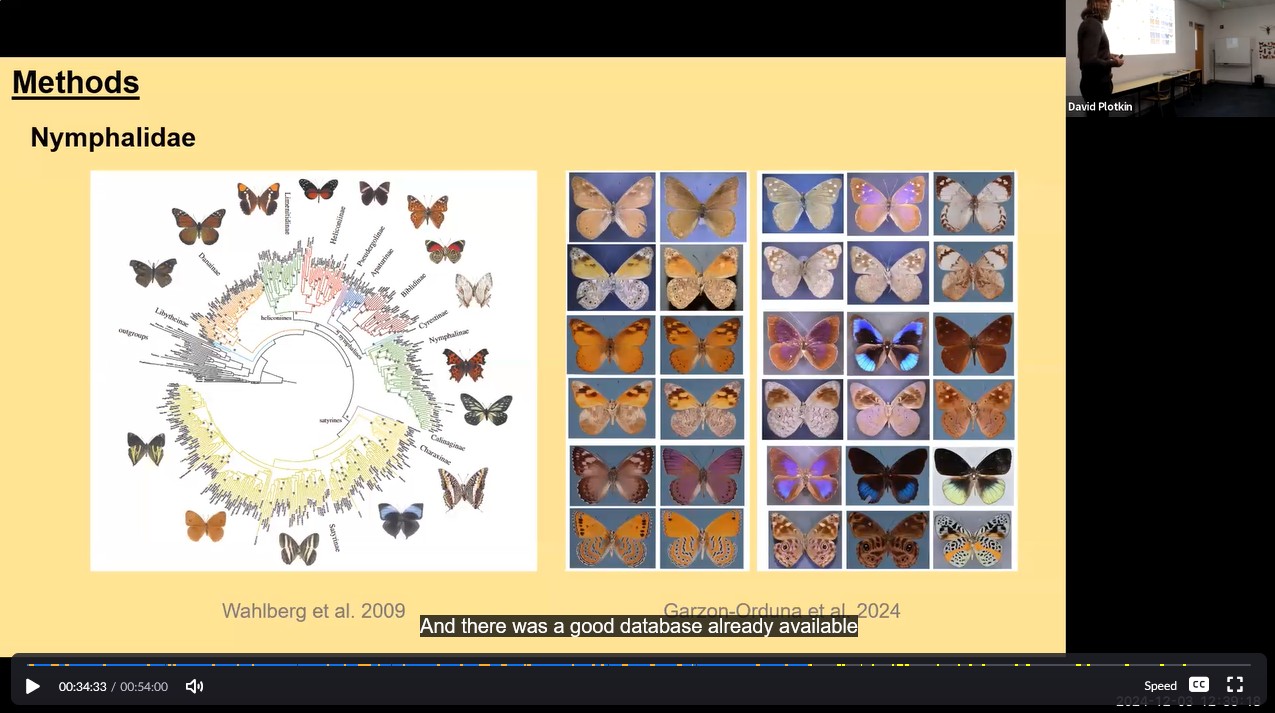 Methods
Nymphalidae
David Plotkin
Limenitidinae
Heliconiinae
Pseudergolinae
Apaturinae
Biblidinae
Cyrestinae
Nymphalinae
Danainae
Libytheinae
outgroups
heliconiines
nymphalines
satyrines
Calinaginae
Charaxinae
Satyrinae
Wahlberg et al. 2009
Garzon-Orduna et al. 2024
And there was a good database already available
00:34:33 / 00:54:00
Speed
CC
2024-12-03 12:39:18